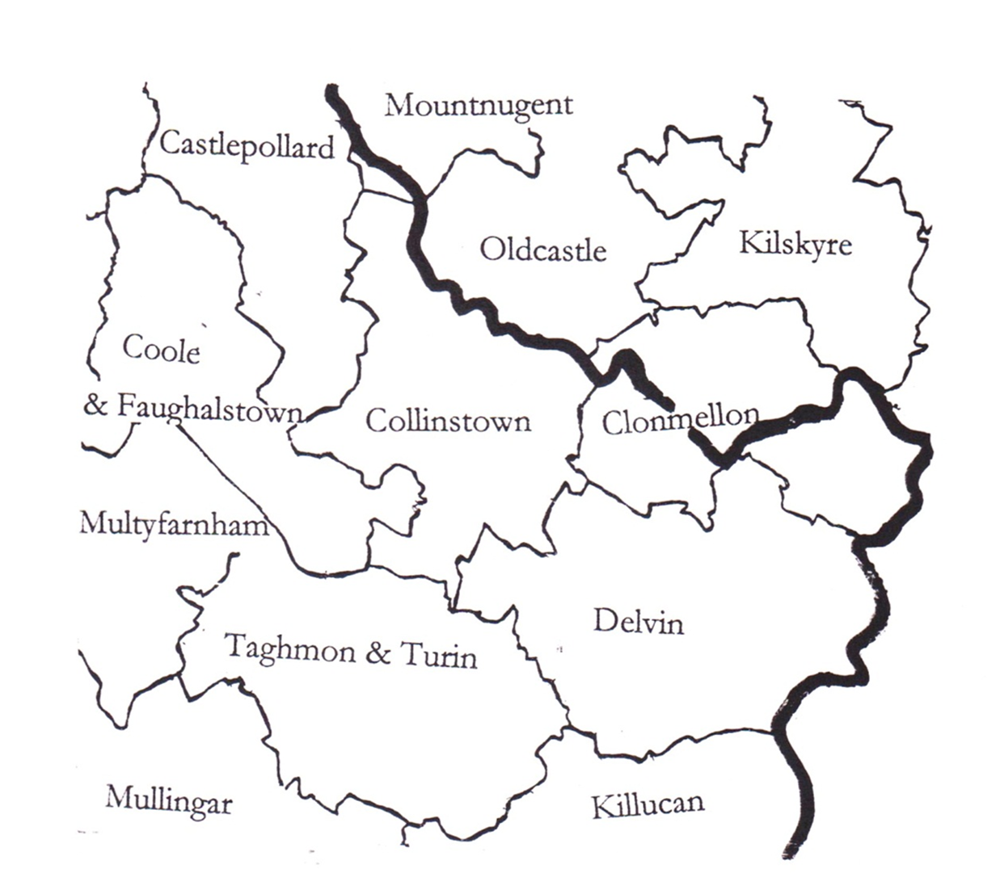 Mountnugent
Castlepollard
Oldcastle
Kilskyre
Coole
& Faughalstown
Collinstown
Clonmellon
Multyfarnham
Delvin
Taghmon & Turin
Mullingar
Killucan